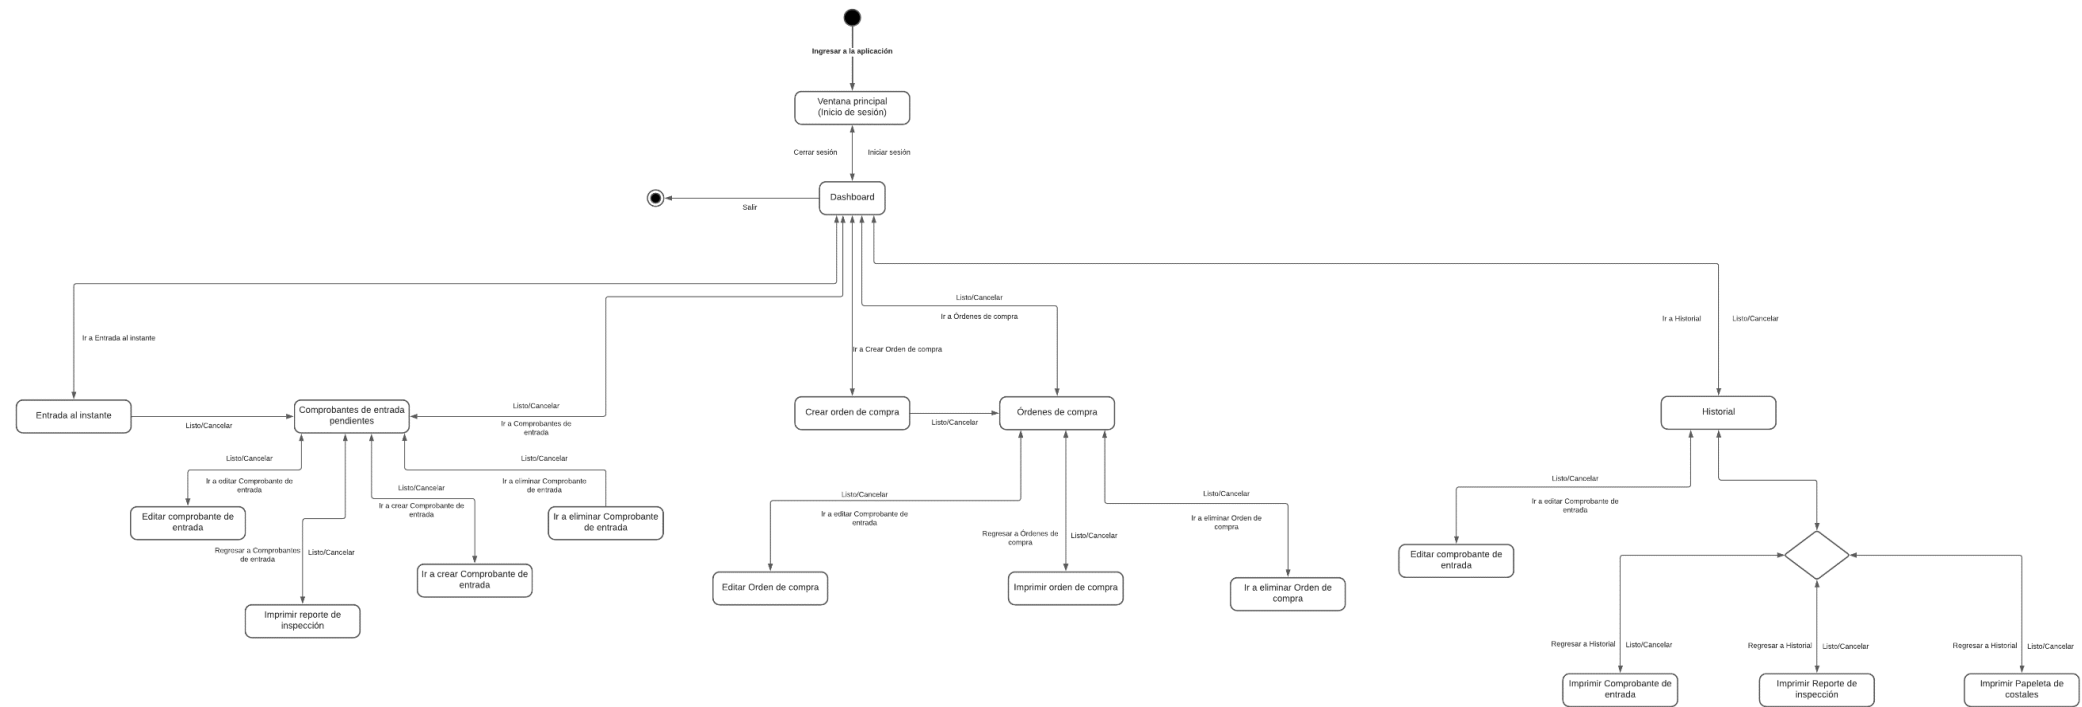 Ingresar a la aplicación
Ventana principal
(Inicio de sesión)
Cerrar sesión
Iniciar sesión
Dashboard
Salir
Listo/Cancelar
Ir a Órdenes de compra
Ir a Historial
Listo/Cancelar
Ir a Entrada al instante
Ir a Crear Orden de compra
Entrada al instante
Listo/Cancelar
Comprobantes de entrada
pendientes
Listo/Cancelar
Ir a Comprobantes de
entrada
Crear orden de compra
Listo/Cancelar
Órdenes de compra
Historial
Listo/Cancelar
Ir a editar Comprobante de
entrada
Listo/Cancelar
Ir a crear Comprobante de
entrada
Listo/Cancelar
Ir a eliminar Comprobante
de entrada
Editar comprobante de
entrada
Regresar a Comprobantes
de entrada
Listo/Cancelar
Ir a crear Comprobante de
entrada
Ir a eliminar Comprobante
de entrada
Imprimir reporte de
inspección
Listo/Cancelar
Ir a editar Comprobante de
entrada
Regresar a Órdenes de
compra
Listo/Cancelar
Listo/Cancelar
Ir a eliminar Orden de
compra
Editar Orden de compra
Imprimir orden de compra
Ir a eliminar Orden de
compra
Listo/Cancelar
Ir a editar Comprobante de
entrada
Editar comprobante de
entrada
Regresar a Historial
Listo/Cancelar
Regresar a Historial
Listo/Cancelar
Regresar a Historial
Listo/Cancelar
Imprimir Comprobante de
entrada
Imprimir Reporte de
inspección
Imprimir Papeleta de
costales